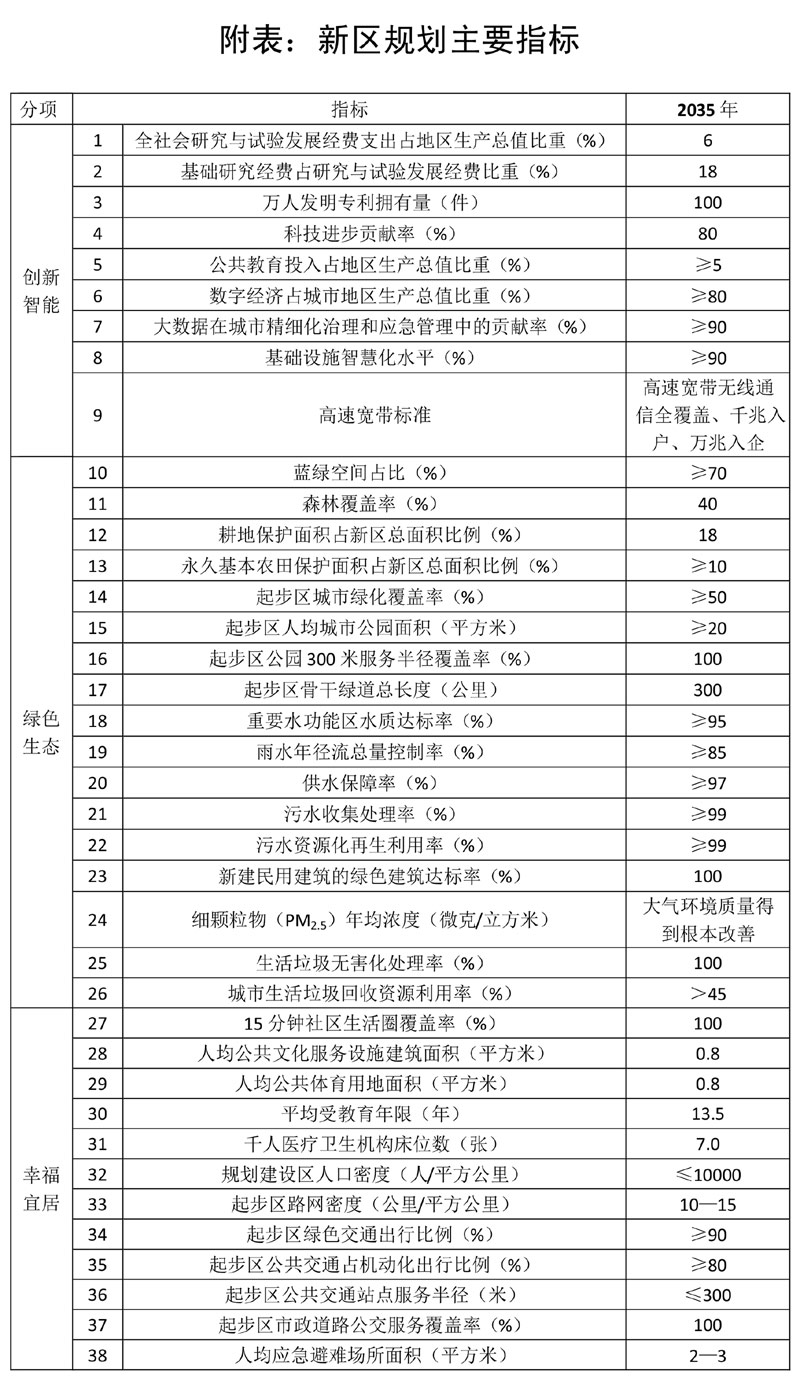 附表：新区规划主要指标
分项 指标 2035 年
创新
智能
1 全社会研究与试验发展经费支出占地区生产总值比重（%） 6
2 基础研究经费占研究与试验发展经费比重（%） 18
3 万人发明专利拥有量（件） 100
4 科技进步贡献率（%） 80
5 公共教育投入占地区生产总值比重（%） ≥5
6 数字经济占城市地区生产总值比重（%） ≥80
7 大数据在城市精细化治理和应急管理中的贡献率（%） ≥90
8 基础设施智慧化水平（%） ≥90
9 高速宽带标准 高速宽带无线通
信全覆盖、千兆入
户、万兆入企
绿色
生态
10 蓝绿空间占比（%） ≥70
11 森林覆盖率（%） 40
12 耕地保护面积占新区总面积比例（%） 18
13 永久基本农田保护面积占新区总面积比例（%） ≥10
14 起步区城市绿化覆盖率（%） ≥50
15 起步区人均城市公园面积（平方米） ≥20
16 起步区公园 300 米服务半径覆盖率（%） 100
17 起步区骨干绿道总长度（公里） 300
18 重要水功能区水质达标率（%） ≥95
19 雨水年径流总量控制率（%） ≥85
20 供水保障率（%） ≥97
21 污水收集处理率（%） ≥99
22 污水资源化再生利用率（%） ≥99
23 新建民用建筑的绿色建筑达标率（%） 100
24 细颗粒物（PM2.5）年均浓度（微克/立方米） 大气环境质量得
到根本改善
25 生活垃圾无害化处理率（%） 100
26 城市生活垃圾回收资源利用率（%） >45
幸福
宜居
27 15 分钟社区生活圈覆盖率（%） 100
28 人均公共文化服务设施建筑面积（平方米） 0.8
29 人均公共体育用地面积（平方米） 0.8
30 平均受教育年限（年） 13.5
31 千人医疗卫生机构床位数（张） 7.0
32 规划建设区人口密度（人/平方公里） ≤10000
33 起步区路网密度（公里/平方公里） 10—15
34 起步区绿色交通出行比例（%） ≥90
35 起步区公共交通占机动化出行比例（%） ≥80
36 起步区公共交通站点服务半径（米） ≤300
37 起步区市政道路公交服务覆盖率（%） 100
38 人均应急避难场所面积（平方米） 2—3